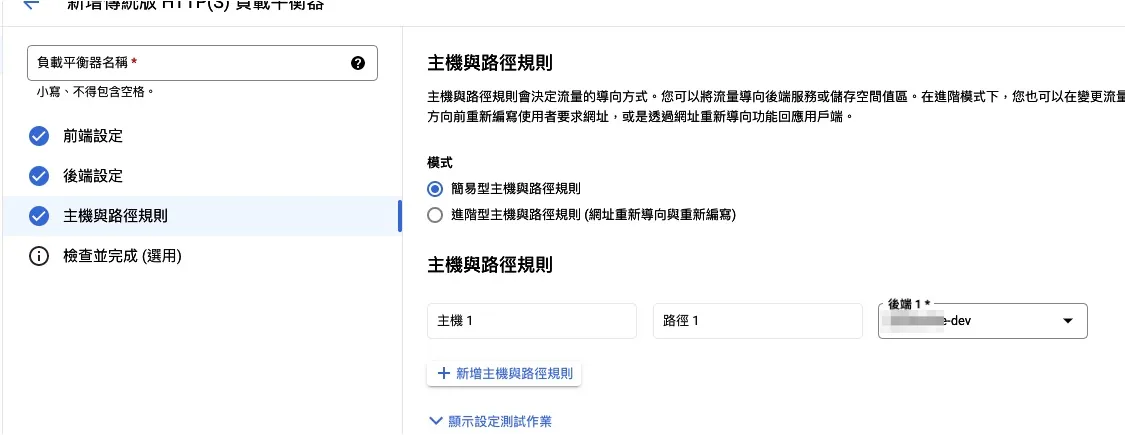 新增傳統版 HTTP(S) 負載平衡器
負載平衡器名稱 *
小寫、不得包含空格。
前端設定
後端設定
主機與路徑規則
檢查並完成 (選用)
主機與路徑規則
主機與路徑規則會決定流量的導向方式。您可以將流量導向後端服務或儲存空間值區。在進階模式下，您也可以在變更流量
方向前重新編寫使用者要求網址，或是透過網址重新導向功能回應用戶端。
模式
簡易型主機與路徑規則
進階型主機與路徑規則 (網址重新導向與重新編寫)
主機與路徑規則
主機 1
路徑 1
後端 1 *
e-dev
新增主機與路徑規則
顯示設定測試作業